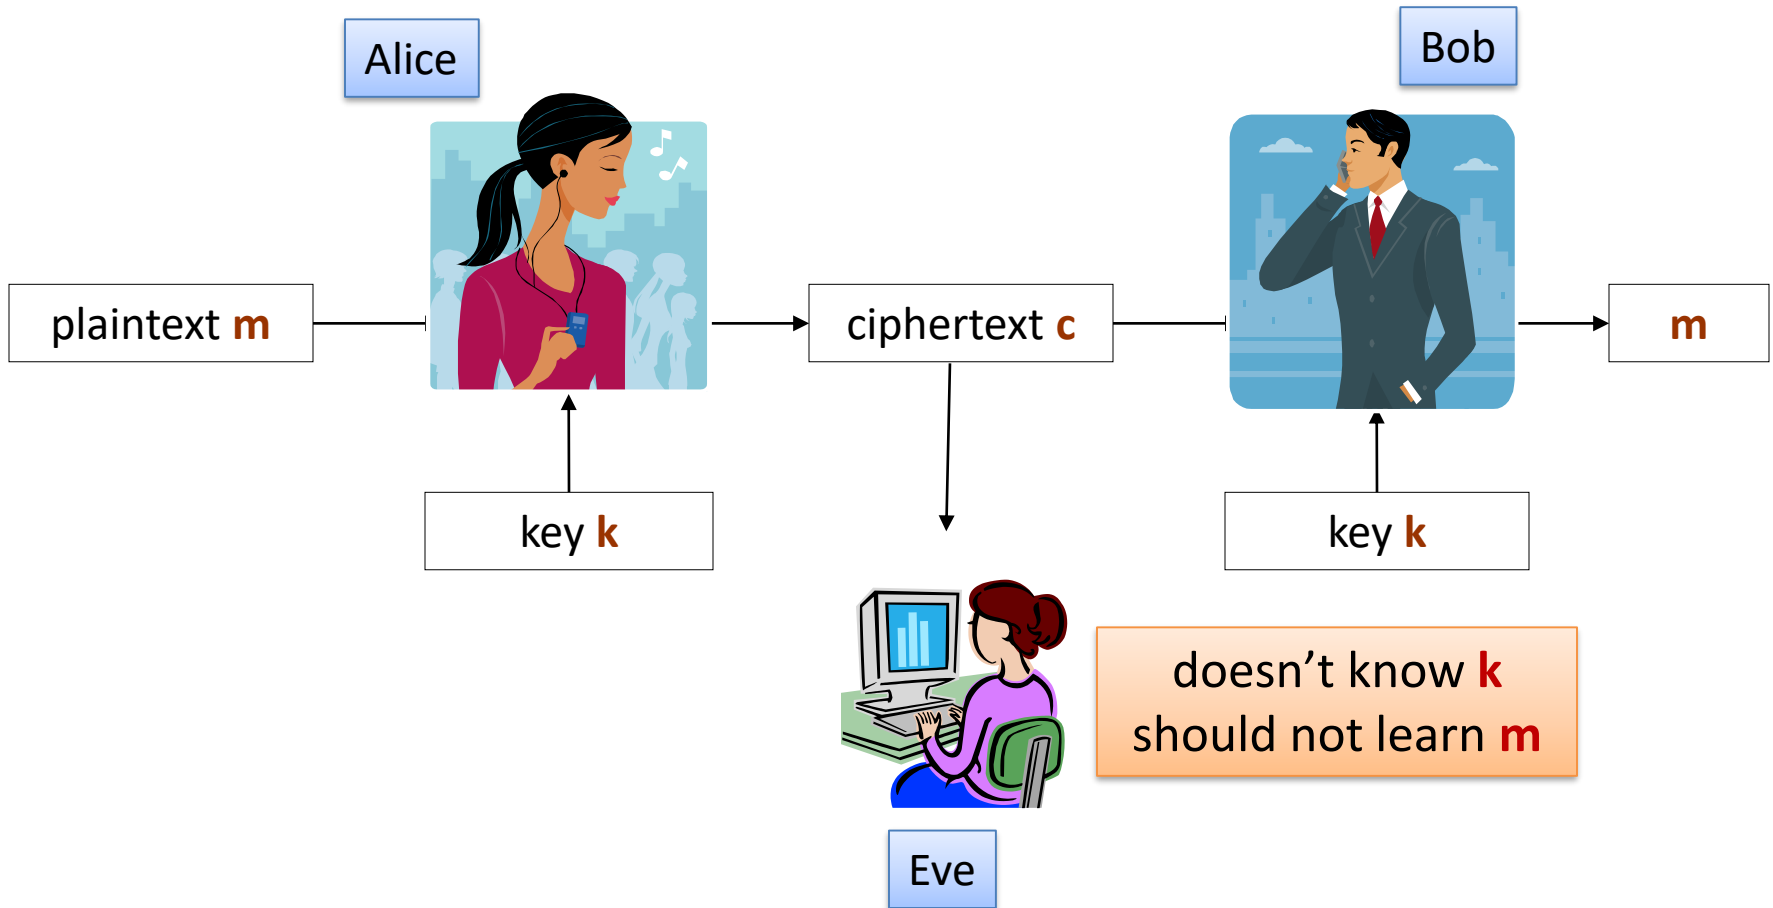 Alice
Bob
plaintext m
ciphertext c
m
key k
key k
doesn’t know k
should not learn m
Eve